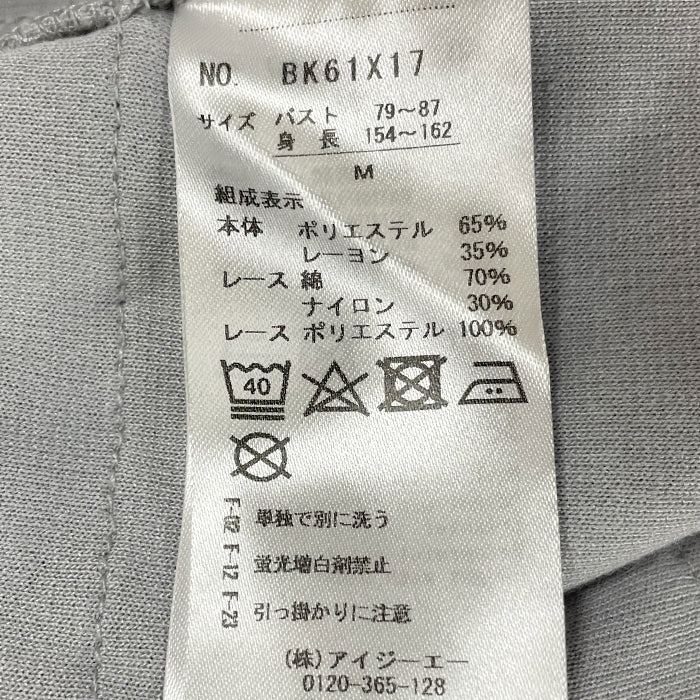 NO. BK61X17
サイズ バスト 79～87
身長 154～162
M
組成表示
本体 ポリエステル 65%
レーヨン 35%
レース 綿 70%
ナイロン 30%
レース ポリエステル 100%
40
F-02 F-12 F-23
単独で別に洗う
蛍光増白剤禁止
引っ掛かりに注意
(株)アイジーエー
0120-365-128